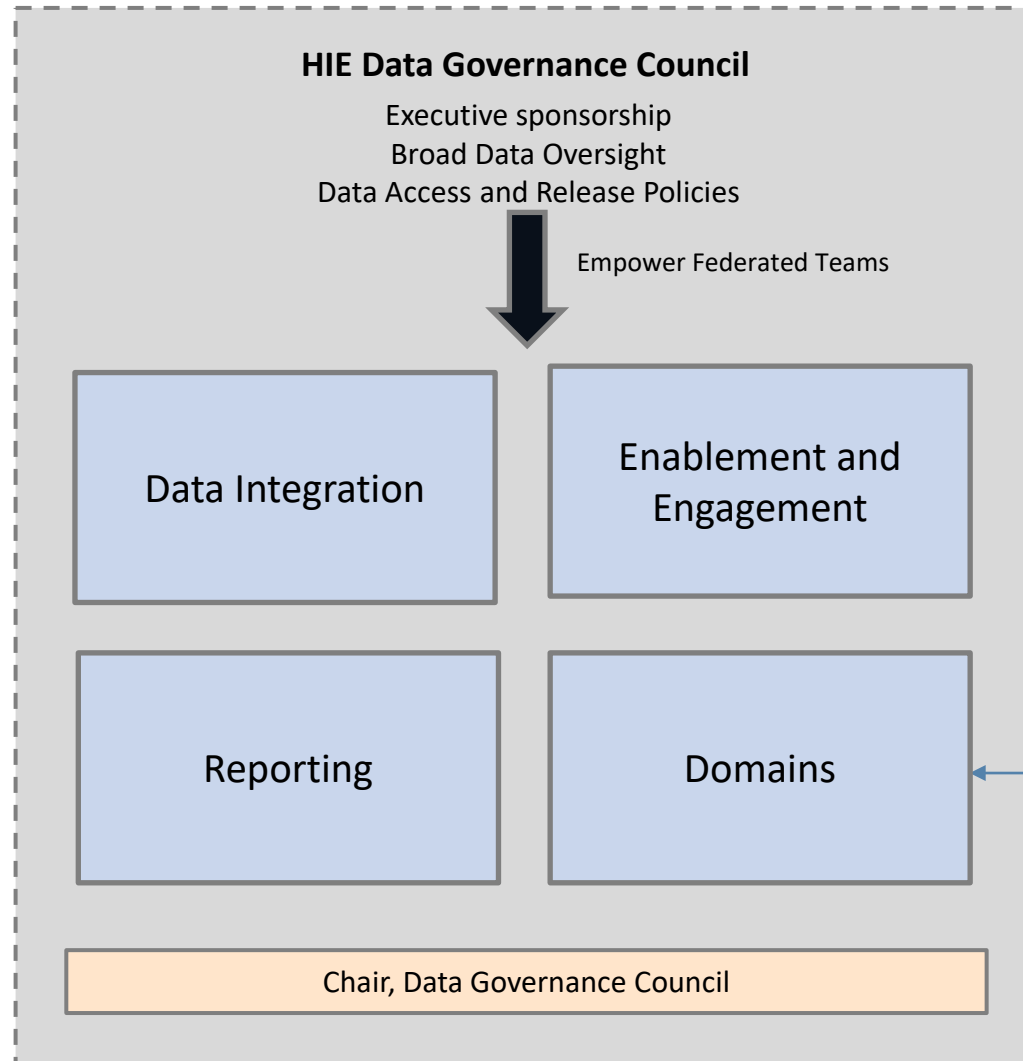 HIE Data Governance Council
Executive sponsorship
Broad Data Oversight
Data Access and Release Policies
Empower Federated Teams
Data Integration
Enablement and
Engagement
Reporting
Domains
Chair, Data Governance Council